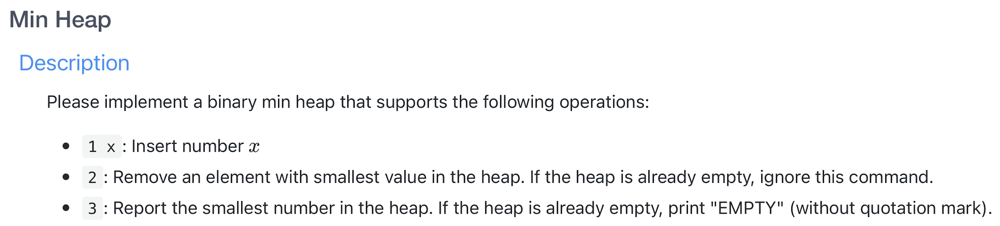 Min Heap
Description
Please implement a binary min heap that supports the following operations:
• 1 x: Insert number x
• 2: Remove an element with smallest value in the heap. If the heap is already empty, ignore this command.
• 3: Report the smallest number in the heap. If the heap is already empty, print "EMPTY" (without quotation mark).